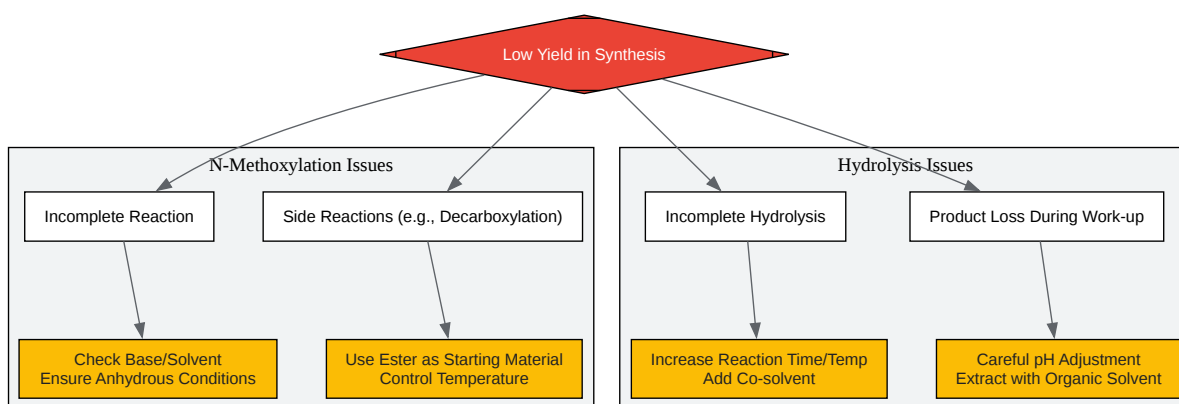 Low Yield in Synthesis
N-Methoxylation Issues
Hydrolysis Issues
Incomplete Reaction
Side Reactions (e.g., Decarboxylation)
Incomplete Hydrolysis
Product Loss During Work-up
Check Base/Solvent
Ensure Anhydrous Conditions
Use Ester as Starting Material
Control Temperature
Increase Reaction Time/Temp
Add Co-solvent
Careful pH Adjustment
Extract with Organic Solvent